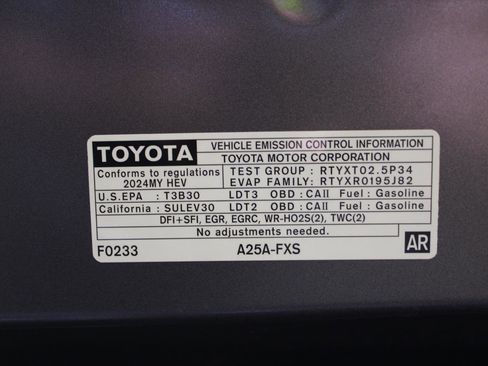 TOYOTA VEHICLE EMISSION CONTROL INFORMATION
TOYOTA MOTOR CORPORATION
Conforms to regulations TEST GROUP : RTYXT02.5P34
2024MY HEV EVAP FAMILY: RTYXR0195J82
U.S.EPA : T3B30 LDT3 OBD : CAII Fuel : Gasoline
California : SULEV30 LDT2 OBD : CAII Fuel : Gasoline
DFI+SFI, EGR, EGRC, WR-HO2S(2), TWC(2)
No adjustments needed.
F0233 A25A-FXS AR